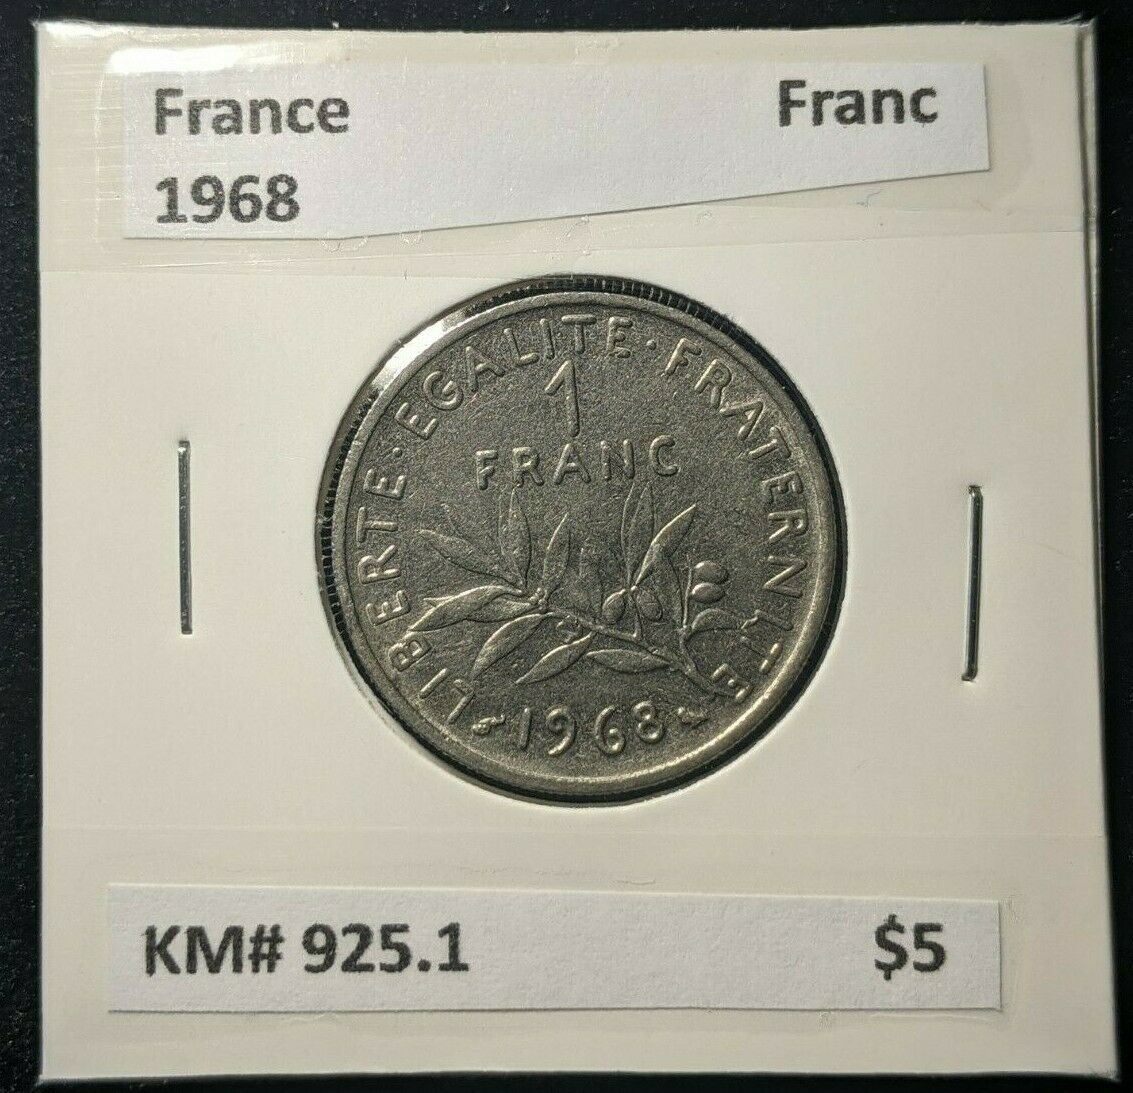 France Franc
1968
LIBERTE · EGALITE · FRATERNITE
1
FRANC
1968
KM# 925.1 $5